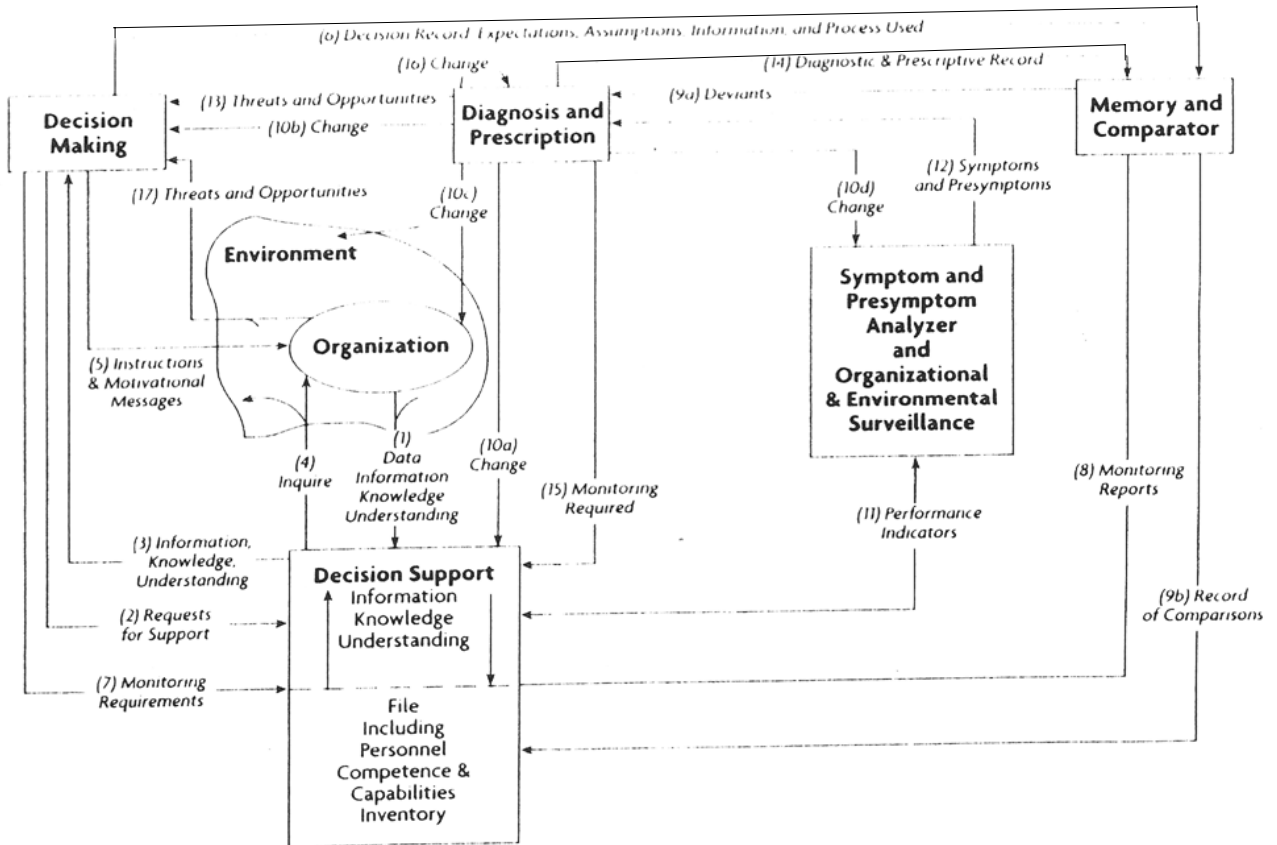 (6) Decision Record, Expectations, Assumptions, Information, and Process Used
(16) Change
(14) Diagnostic & Prescriptive Record
(13) Threats and Opportunities
(9a) Deviants
Decision
Making
(10b) Change
Diagnosis and
Prescription
Memory and
Comparator
(17) Threats and Opportunities
(10c)
Change
(10d)
Change
(12) Symptoms
and Presymptoms
Environment
Organization
Symptom and
Presymptom
Analyzer
and
Organizational
& Environmental
Surveillance
(5) Instructions
& Motivational
Messages
(4)
Inquire
(1)
Data
Information
Knowledge
Understanding
(10a)
Change
(15) Monitoring
Required
(11) Performance
Indicators
(8) Monitoring
Reports
(3) Information,
Knowledge,
Understanding
Decision Support
Information
Knowledge
Understanding
(2) Requests
for Support
(9b) Record
of Comparisons
(7) Monitoring
Requirements
File
Including
Personnel
Competence &
Capabilities
Inventory